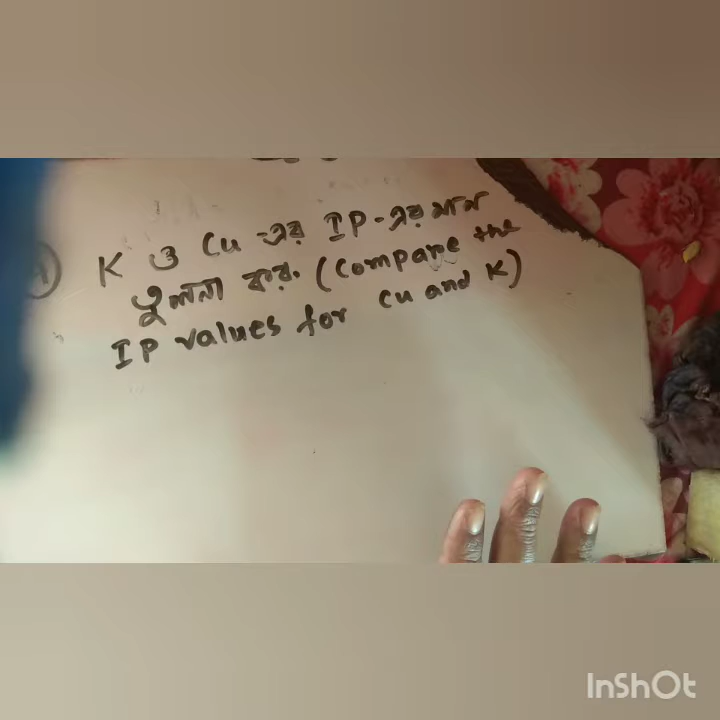 K ও Cu-এর IP-এর মান
তুলনা কর. (Compare the
IP values for Cu and K)
InShOt